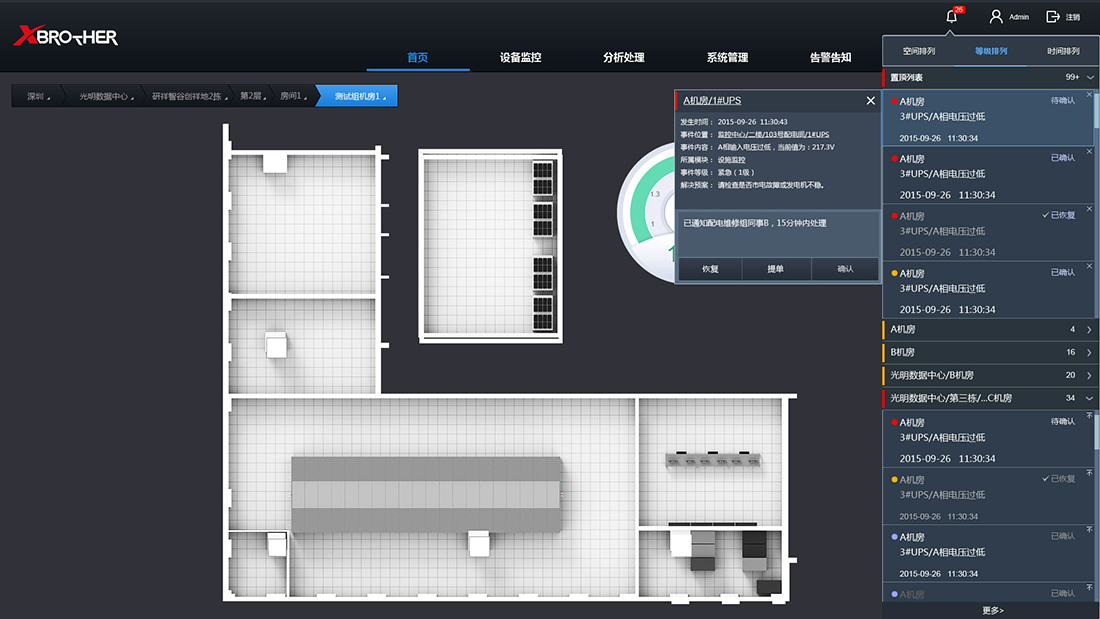 XBROTHER
26
Admin
注销
首页
设备监控
分析处理
系统管理
告警告知
深圳
光明数据中心
研祥智谷创祥地2栋
第2层
房间1
测试组机房1
空间排列
等级排列
时间排列
置顶列表
99+
A机房
待确认
3#UPS/A相电压过低
2015-09-26 11:30:34
A机房
已确认
3#UPS/A相电压过低
2015-09-26 11:30:34
A机房
已恢复
3#UPS/A相电压过低
2015-09-26 11:30:34
A机房
已确认
3#UPS/A相电压过低
2015-09-26 11:30:34
A机房
4
B机房
16
光明数据中心/B机房
20
光明数据中心/第三栋/...C机房
34
A机房
待确认
3#UPS/A相电压过低
2015-09-26 11:30:34
A机房
已恢复
3#UPS/A相电压过低
2015-09-26 11:30:34
A机房
已确认
3#UPS/A相电压过低
2015-09-26 11:30:34
A机房
已确认
更多>
A机房/1#UPS
发生时间： 2015-09-26 11:30:43
事件位置： 监控中心/二楼/103号配电间/1#UPS
事件内容： A相输入电压过低，当前值为：217.3V
所属模块： 设施监控
事件等级： 紧急（1级）
解决预案： 请检查是否市电故障或发电机不稳。
已通知配电维修组阿事B，15分钟内处理
恢复
提单
确认
1.3
1